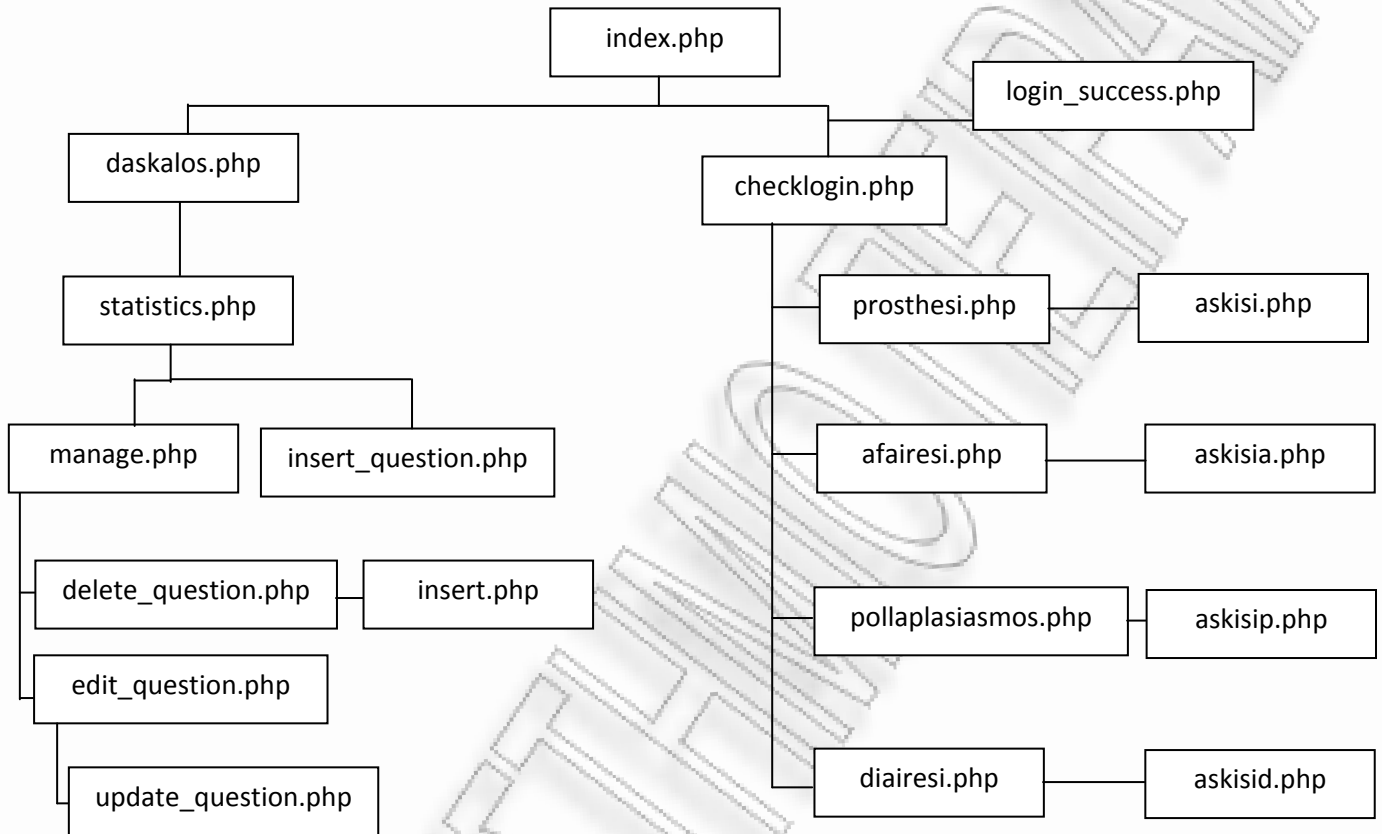 index.php
login_success.php
daskalos.php
checklogin.php
statistics.php
prosthesi.php
askisi.php
manage.php
insert_question.php
afairesi.php
askisia.php
delete_question.php
insert.php
pollaplasiasmos.php
askisip.php
edit_question.php
update_question.php
diairesi.php
askisid.php